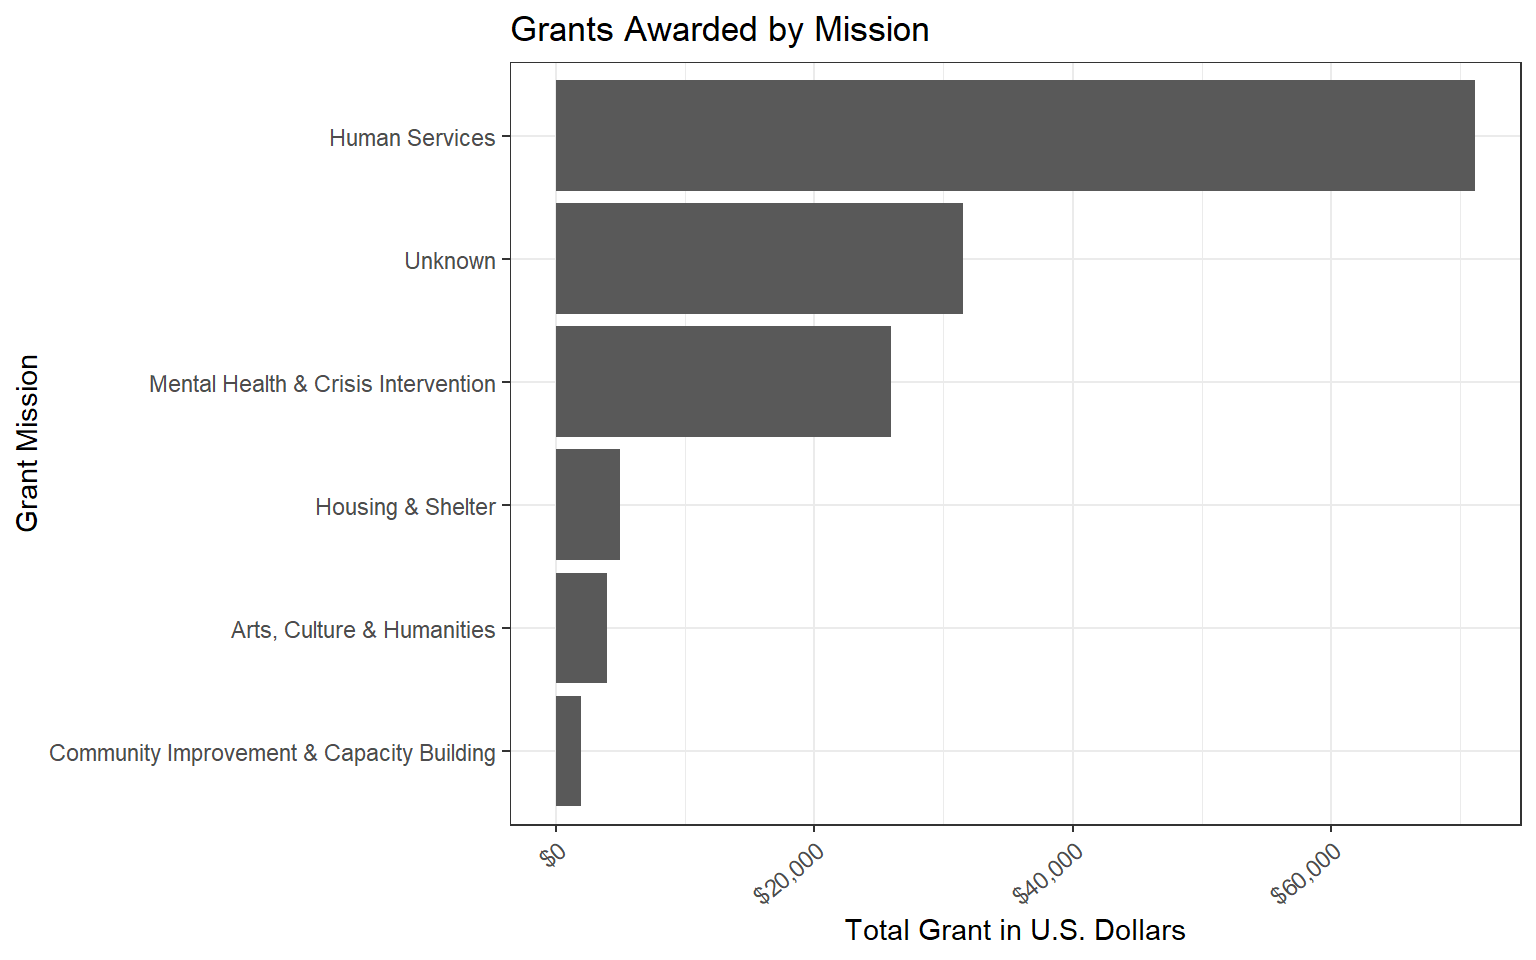 Grants Awarded by Mission
Grant Mission
Human Services
Unknown
Mental Health & Crisis Intervention
Housing & Shelter
Arts, Culture & Humanities
Community Improvement & Capacity Building
$0
$20,000
$40,000
$60,000
Total Grant in U.S. Dollars